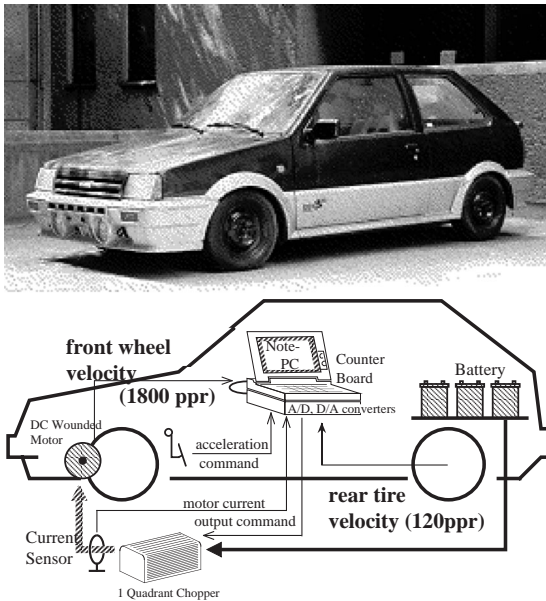 front wheel
velocity
(1800 ppr)
Note-
PC
Counter
Board
A/D, D/A converters
Battery
DC Wounded
Motor
acceleration
command
motor current
output command
rear tire
velocity (120ppr)
Current
Sensor
1 Quadrant Chopper